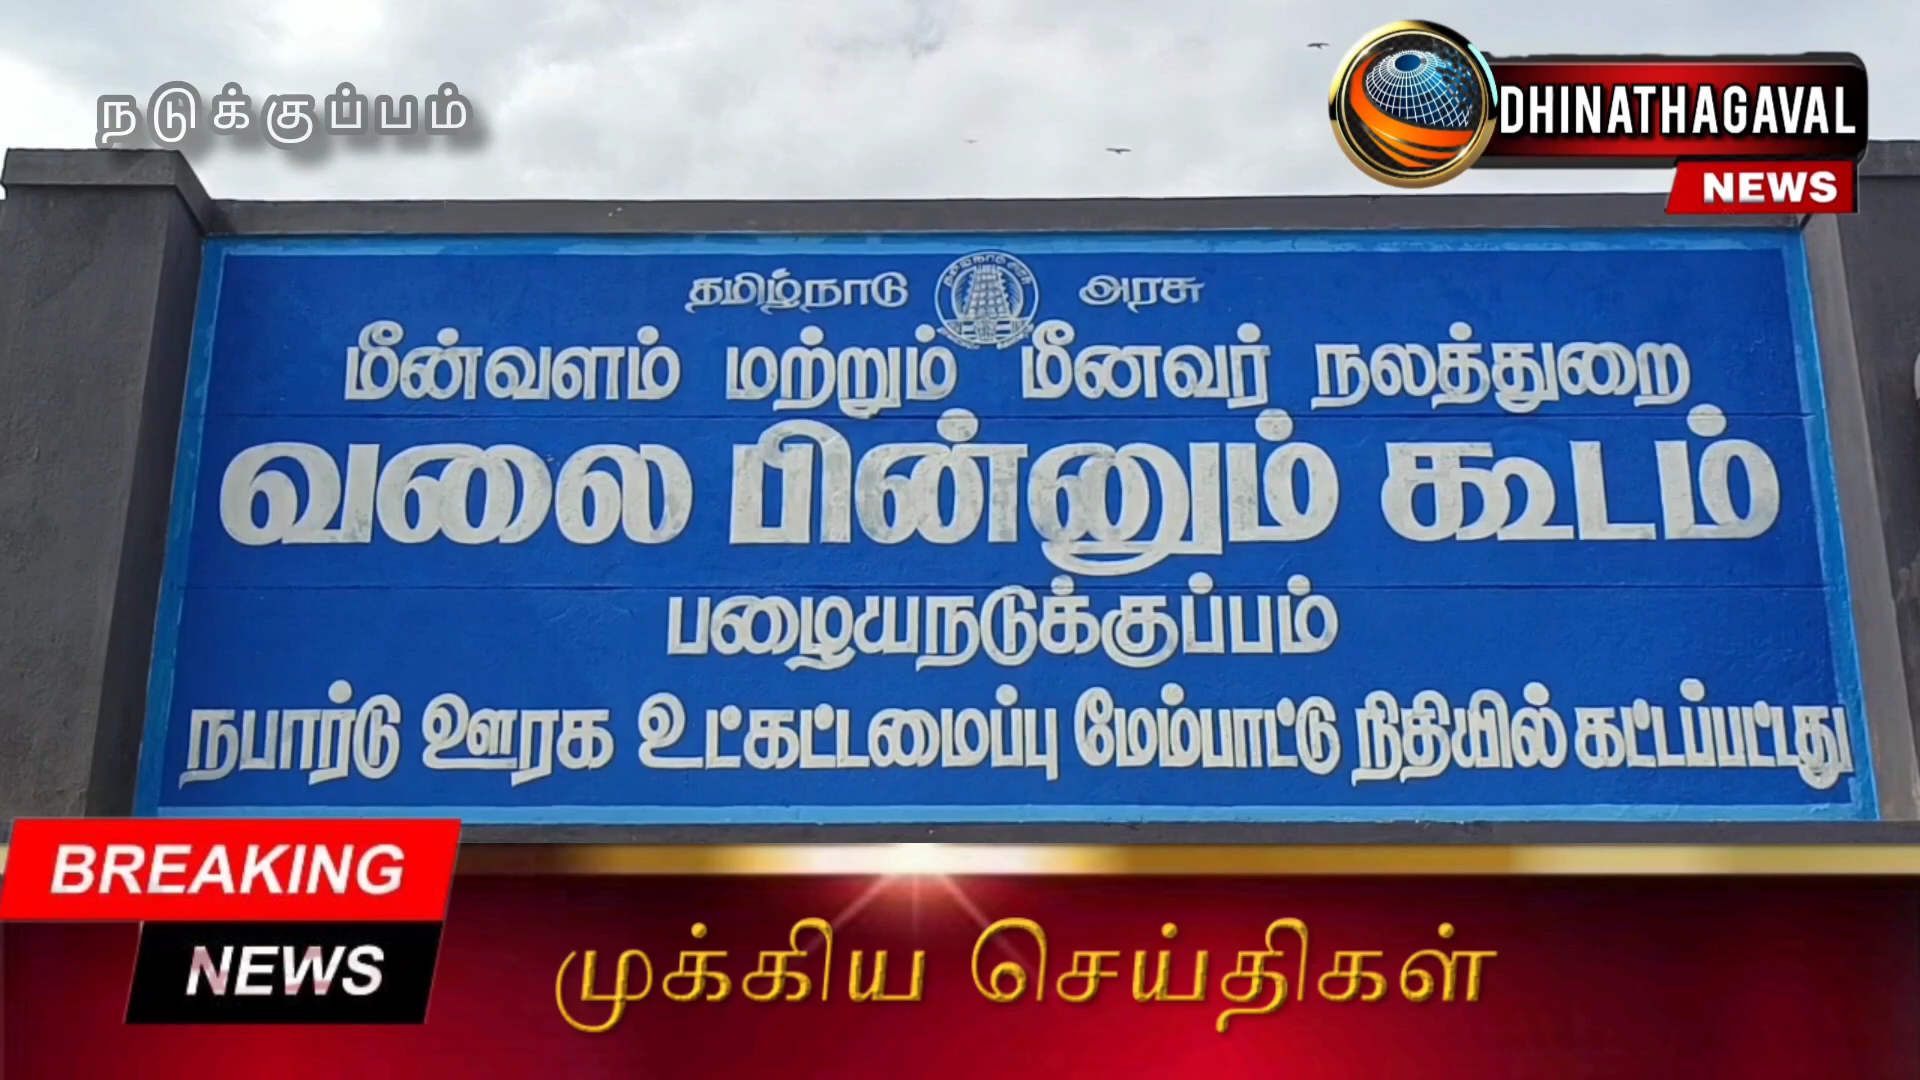 நடுக்குப்பம்
DHINATHAGAVAL
NEWS
தமிழ்நாடு அரசு
மீன்வளம் மற்றும் மீனவர் நலத்துறை
வலை பின்னும் கூடம்
பழையநடுக்குப்பம்
நபார்டு ஊரக உட்கட்டமைப்பு மேம்பாட்டு நிதியில் கட்டப்பட்டது
BREAKING
NEWS
முக்கிய செய்திகள்